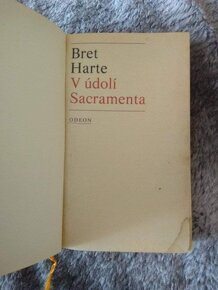 Bret
Harte
V údolí
Sacramenta
ODEON